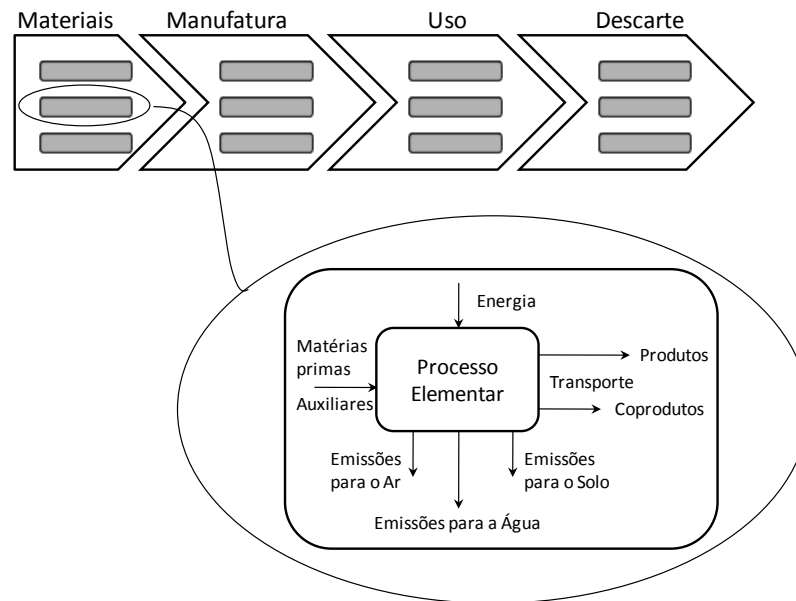 Materiais
Manufatura
Uso
Descarte
Energia
Matérias
primas
Auxiliares
Processo
Elementar
Produtos
Transporte
Coprodutos
Emissões
para o Ar
Emissões
para o Solo
Emissões para a Água